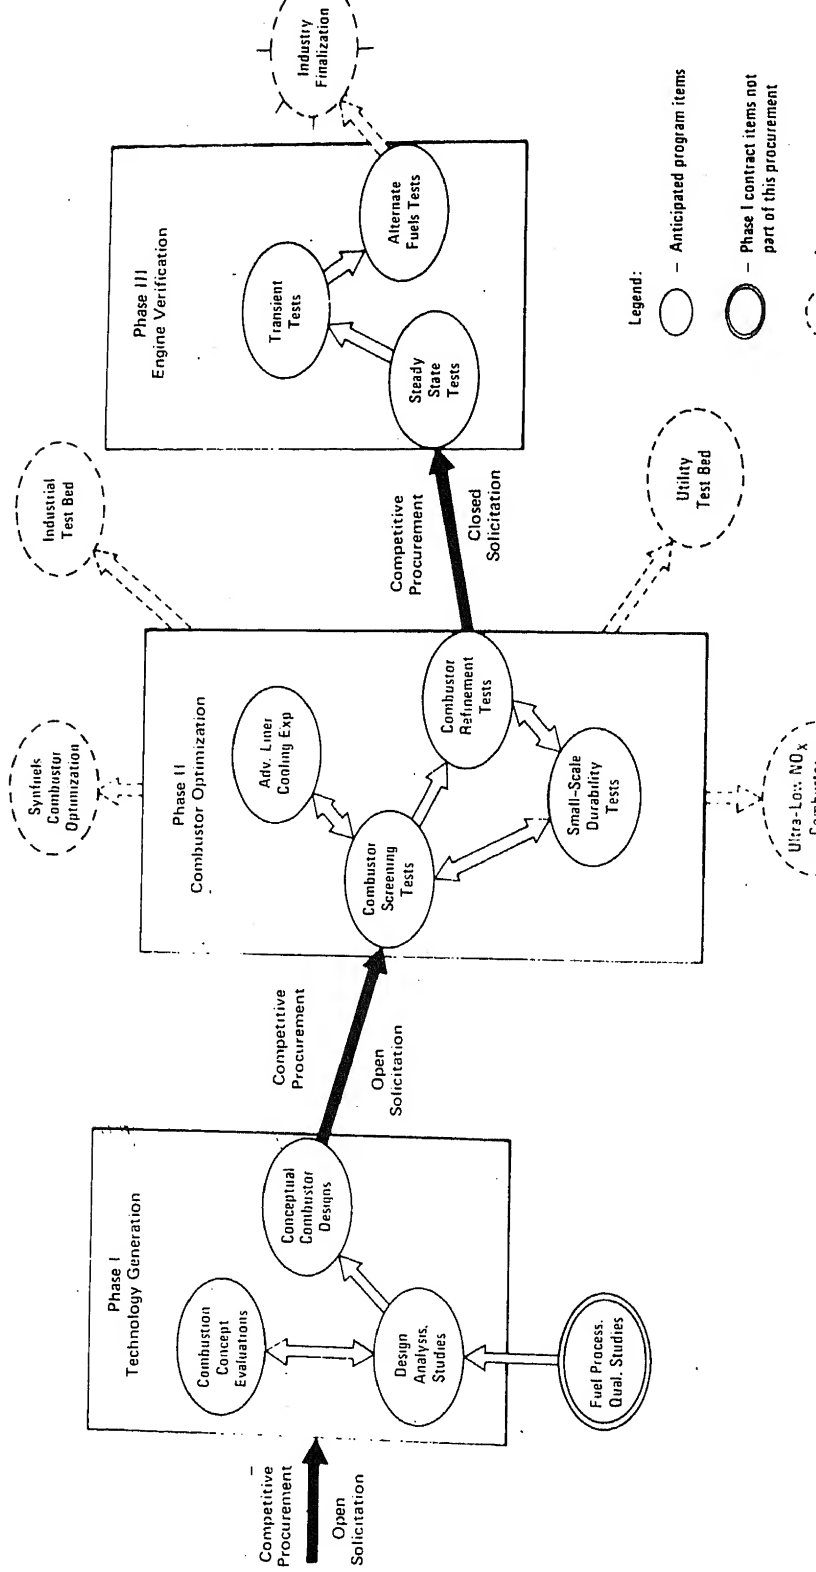 Competitive
Procurement
Open
Solicitation
Phase I
Technology Generation
Combustion
Concept
Evaluations
Design
Analysis.
Studies
Conceptual
Combustor
Designs
Fuel Process.
Qual. Studies
Competitive
Procurement
Open
Solicitation
Phase II
Combustor Optimization
Adv. Liner
Cooling Exp
Combustor
Screening
Tests
Combustor
Refinement
Tests
Small-Scale
Durability
Tests
Synfuels
Combustor
Optimization
Industrial
Test Bed
Ultra-Low NOx
Utility
Test Bed
Competitive
Procurement
Closed
Solicitation
Phase III
Engine Verification
Transient
Tests
Steady
State
Tests
Alternate
Fuels Tests
Industry
Finalization
Legend:
– Anticipated program items
– Phase I contract items not
part of this procurement